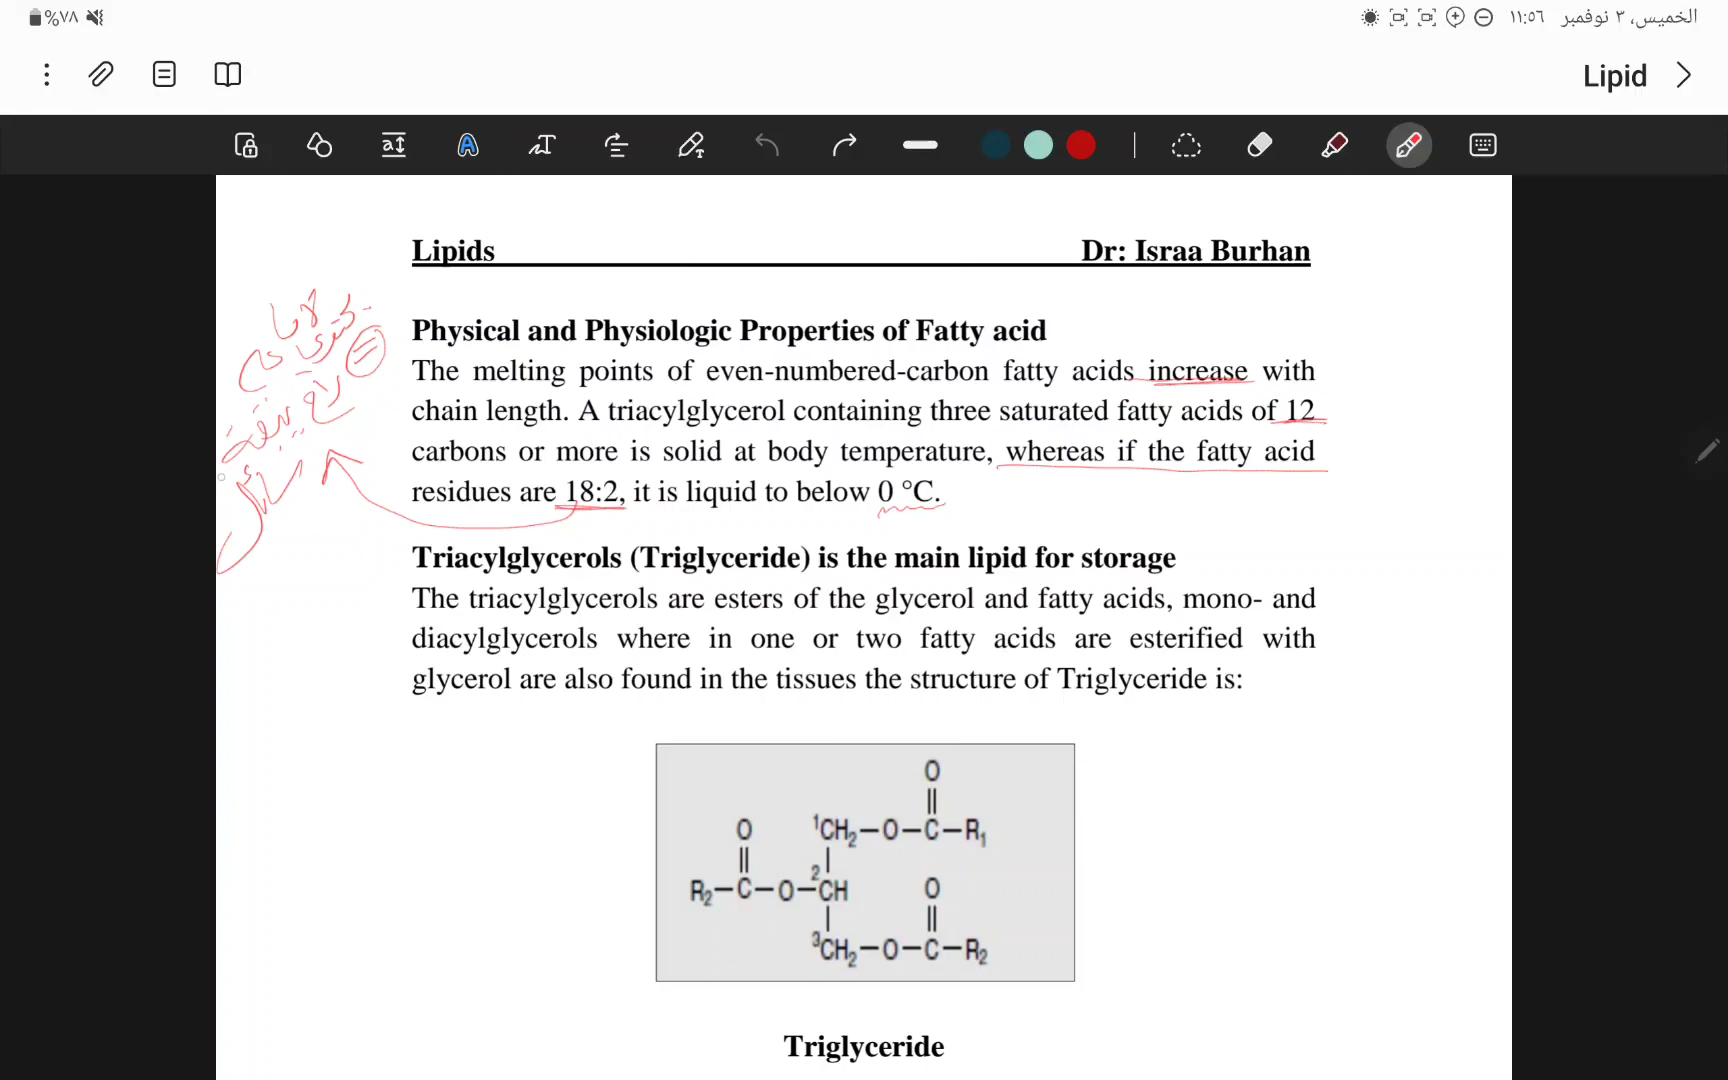 %٧٨
الخميس، ٣ نوفمبر ١١:٥٦
Lipid
Lipids Dr: Israa Burhan
Physical and Physiologic Properties of Fatty acid
The melting points of even-numbered-carbon fatty acids increase with
chain length. A triacylglycerol containing three saturated fatty acids of 12
carbons or more is solid at body temperature, whereas if the fatty acid
residues are 18:2, it is liquid to below 0 °C.
Triacylglycerols (Triglyceride) is the main lipid for storage
The triacylglycerols are esters of the glycerol and fatty acids, mono- and
diacylglycerols where in one or two fatty acids are esterified with
glycerol are also found in the tissues the structure of Triglyceride is:
O
O ¹CH₂–O–C–R₁
R₂–C–O–²CH O
³CH₂–O–C–R₂
Triglyceride